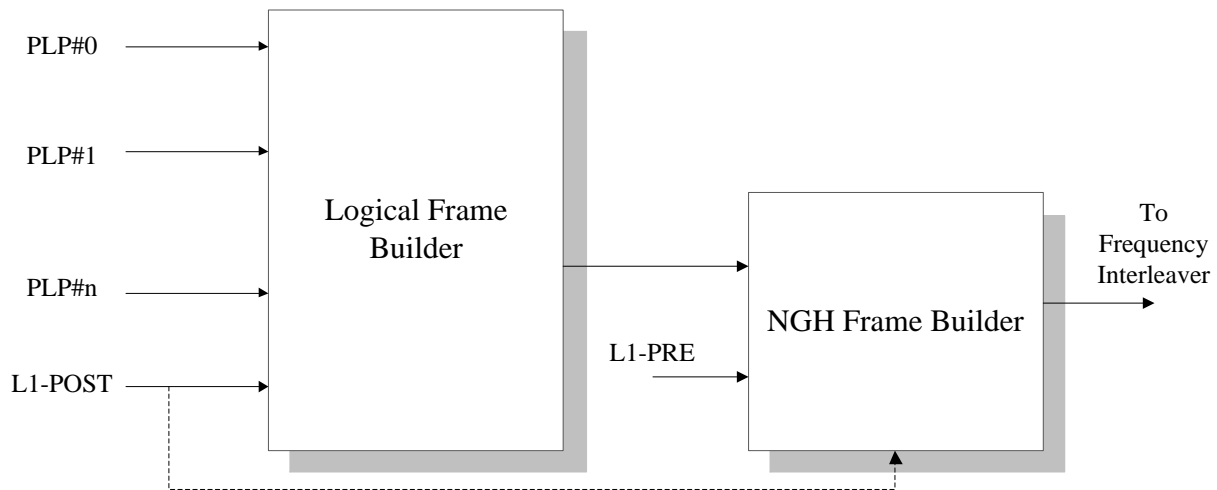 PLP#0
PLP#1
PLP#n
L1-POST
Logical Frame
Builder
L1-PRE
NGH Frame Builder
To
Frequency
Interleaver